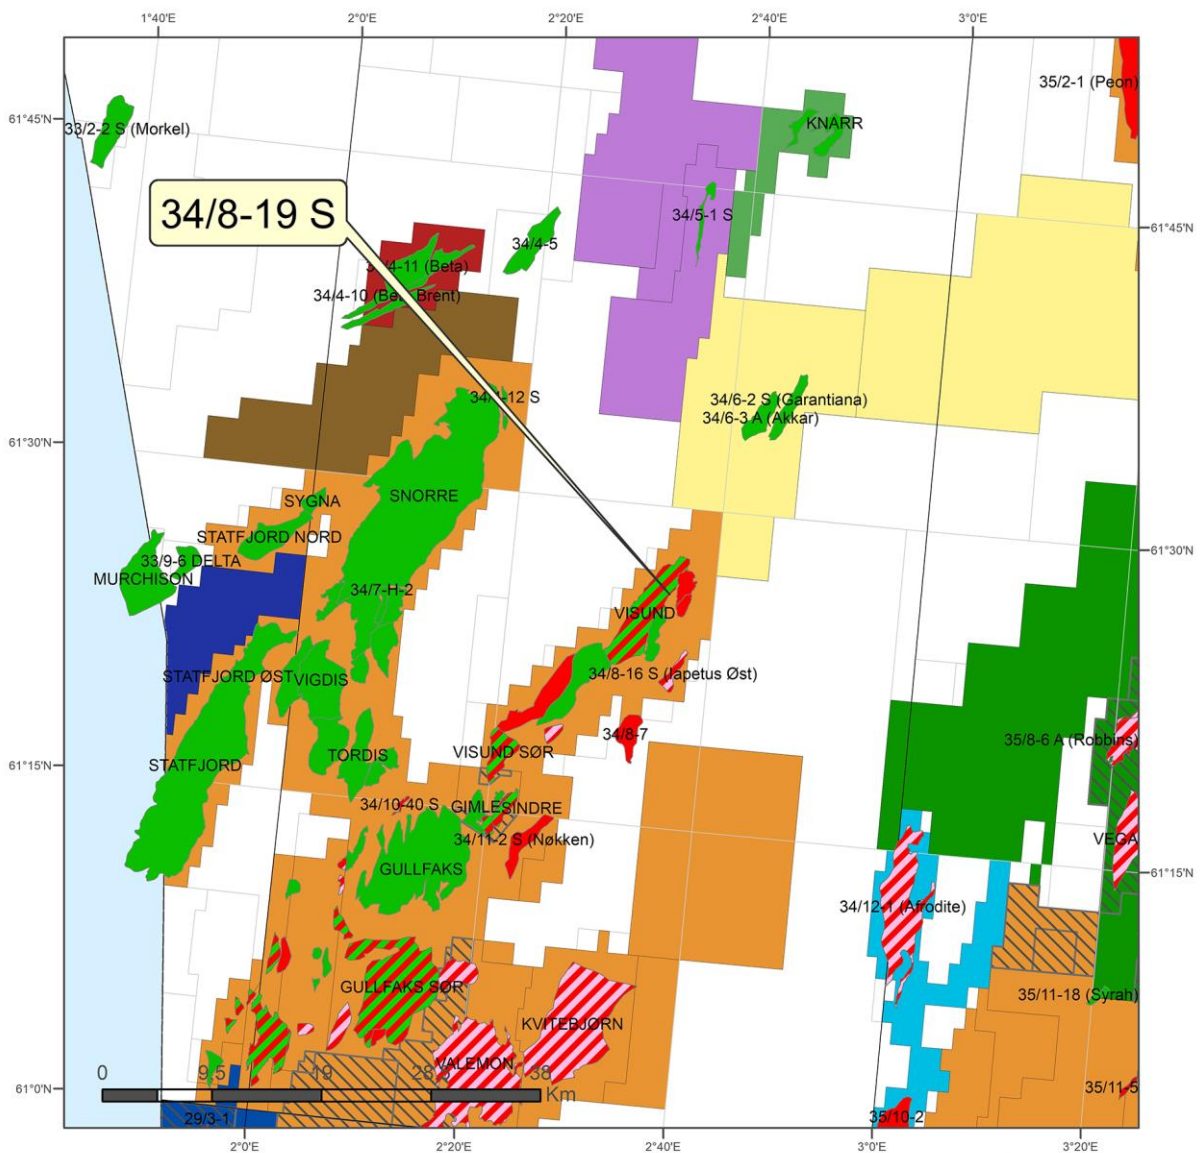 1°40'E 2°0'E 2°20'E 2°40'E 3°0'E
35/2-1 (Peon)
61°45'N
33/2-2 S (Morkel)
KNARR
34/8-19 S
34/5-1 S
61°45'N
34/4-5
34/4-11 (Beta)
34/4-10 (Beta Brent)
34/4-12 S
34/6-2 S (Garantiana)
34/6-3 A (Akkar)
61°30'N
SNORRE
SYGNA
STATFJORD NORD
61°30'N
33/9-6 DELTA
MURCHISON
34/7-H-2
VISUND
STATFJORD ØST
VIGDIS
34/8-16 S (Iapetus Øst)
34/8-7
35/8-6 A (Robbins)
VISUND SØR
TORDIS
61°15'N
STATFJORD
34/10-40 S
GIMLE
SINDRE
34/11-2 S (Nøkken)
VEGA
GULLFAKS
61°15'N
34/12-1 (Afrodite)
GULLFAKS SØR
35/11-18 (Syrah)
KVITEBJØRN
VALEMON
0 9,5 19 28,5 38
Km
61°0'N
61°0'N
35/11-5
29/3-1
35/10-2
2°0'E 2°20'E 2°40'E 3°0'E 3°20'E